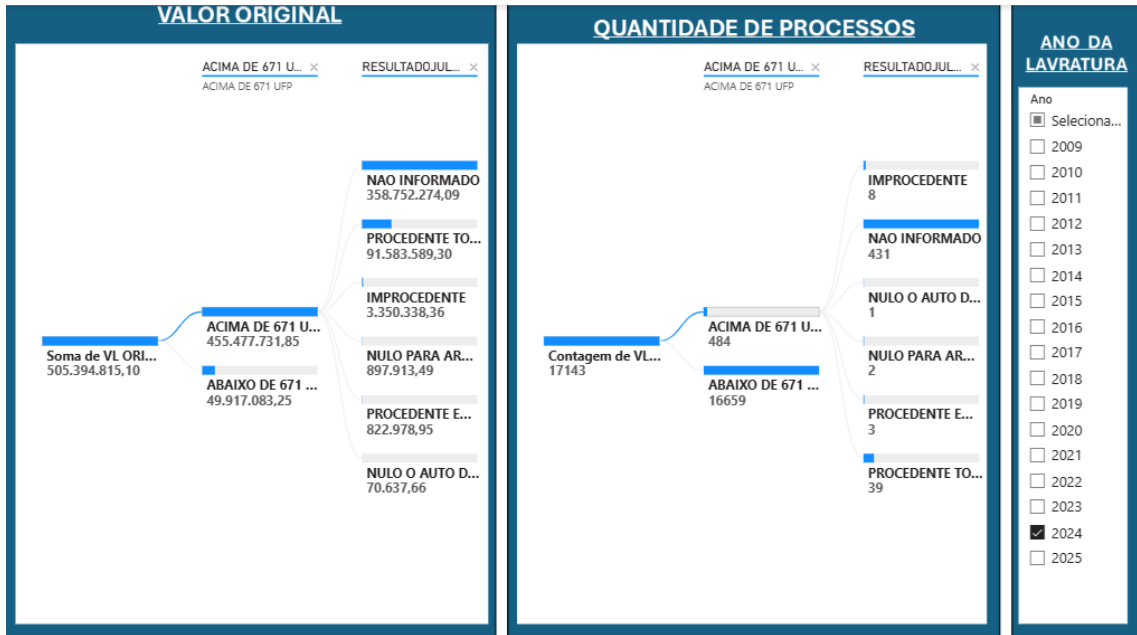 VALOR ORIGINAL
ACIMA DE 671 U... ×
RESULTADOJUL... ×
ACIMA DE 671 UFP
NAO INFORMADO
358.752.274,09
PROCEDENTE TO...
91.583.589,30
IMPROCEDENTE
3.350.338,36
ACIMA DE 671 U...
455.477.731,85
Soma de VL ORI...
505.394.815,10
NULO PARA AR...
897.913,49
ABAIXO DE 671 ...
49.917.083,25
PROCEDENTE E...
822.978,95
NULO O AUTO D...
70.637,66
QUANTIDADE DE PROCESSOS
ACIMA DE 671 U... ×
RESULTADOJUL... ×
ACIMA DE 671 UFP
IMPROCEDENTE
8
NAO INFORMADO
431
NULO O AUTO D...
1
ACIMA DE 671 U...
484
Contagem de VL...
17143
NULO PARA AR...
2
ABAIXO DE 671 ...
16659
PROCEDENTE E...
3
PROCEDENTE TO...
39
ANO DA
LAVRATURA
Ano
Seleciona...
2009
2010
2011
2012
2013
2014
2015
2016
2017
2018
2019
2020
2021
2022
2023
2024
2025